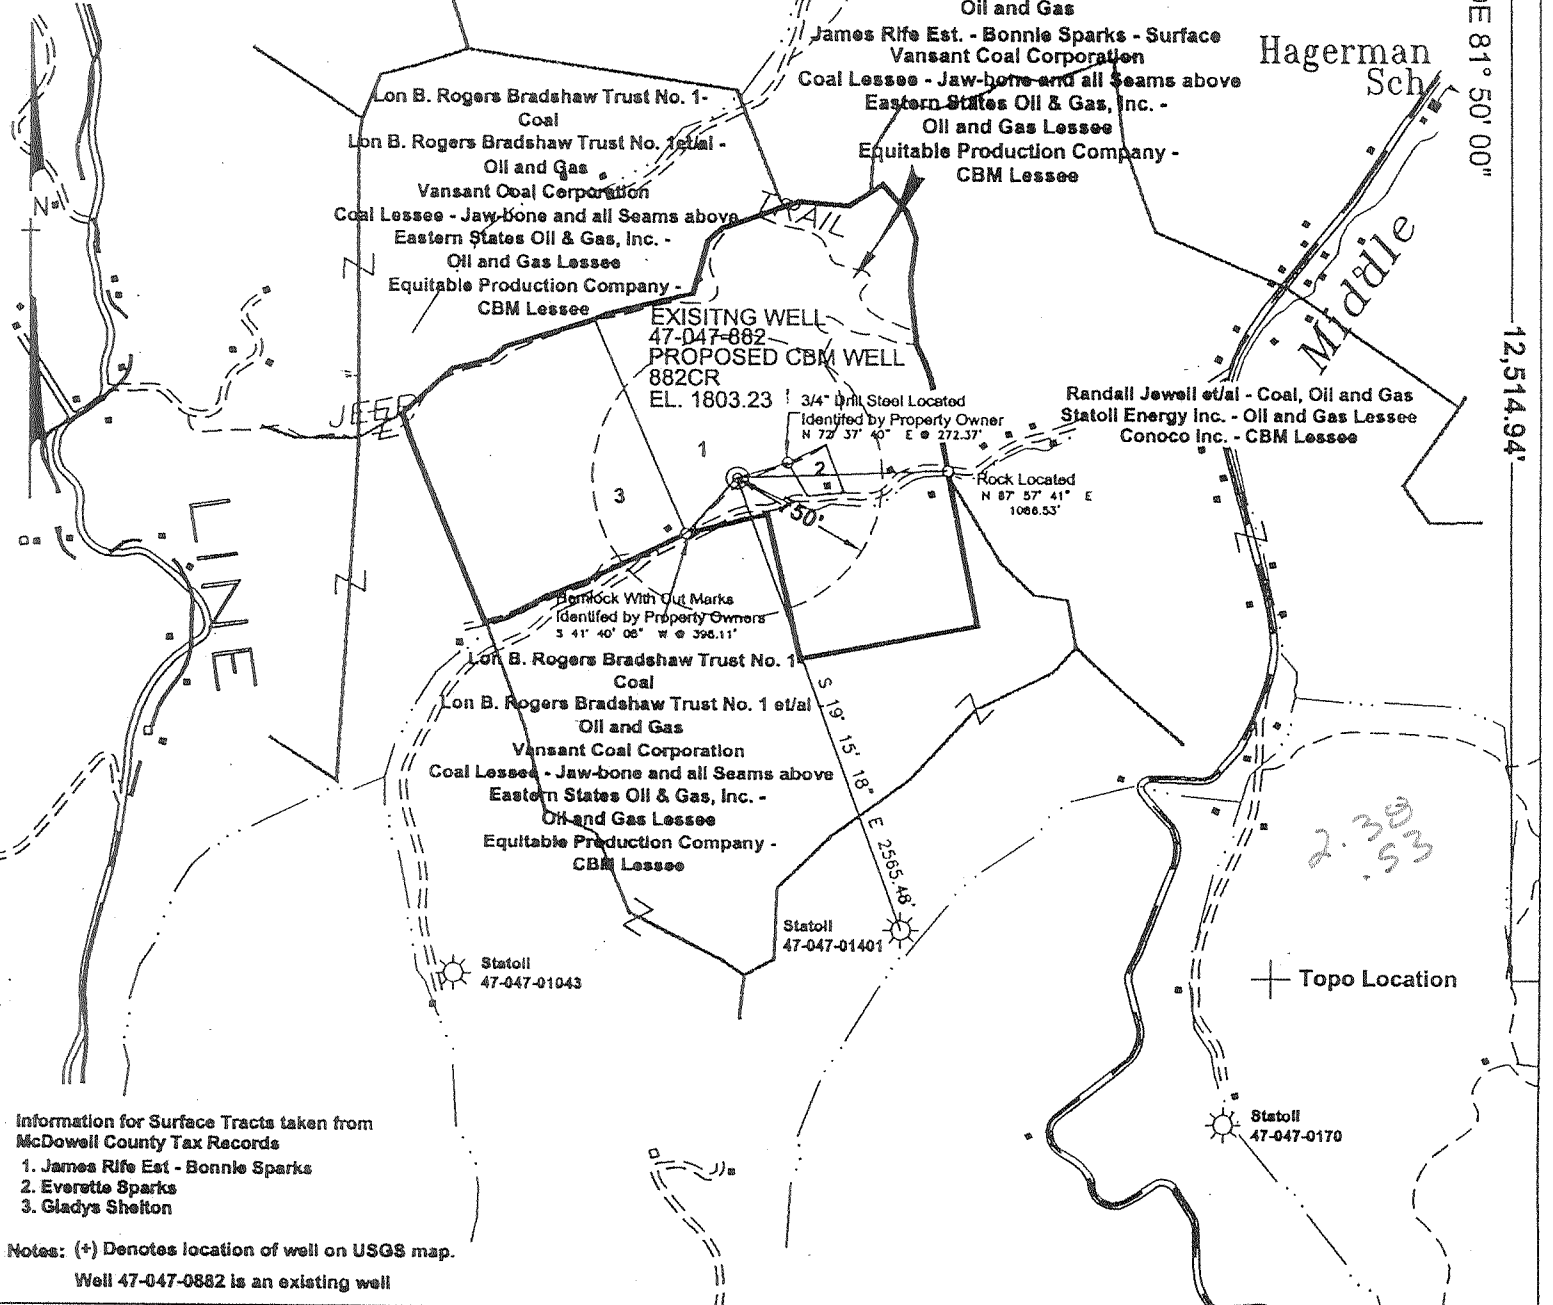 Oil and Gas
James Rife Est. - Bonnie Sparks - Surface
Vansant Coal Corporation
Coal Lessee - Jaw-bone and all Seams above
Eastern States Oil & Gas, Inc. -
Oil and Gas Lessee
Equitable Production Company -
CBM Lessee
Hagerman
Sch
DE 81° 50' 00"
12,514.94'
Lon B. Rogers Bradshaw Trust No. 1-
Coal
Lon B. Rogers Bradshaw Trust No. 1et/al -
Oil and Gas
Vansant Coal Corporation
Coal Lessee - Jaw-bone and all Seams above
Eastern States Oil & Gas, Inc. -
Oil and Gas Lessee
Equitable Production Company -
CBM Lessee
N
TRAIL
JEEP
LINE
Middle
EXISITNG WELL
47-047-882
PROPOSED CBM WELL
882CR
EL. 1803.23
3/4" Drill Steel Located
Identifed by Property Owner
N 72° 37' 40" E @ 272.37'
Randall Jewell et/al - Coal, Oil and Gas
Statoil Energy Inc. - Oil and Gas Lessee
Conoco Inc. - CBM Lessee
1
2
3
Rock Located
N 87° 57' 41" E
1086.53'
750'
Hemlock With Cut Marks
Identifed by Property Owners
S 41° 40' 08" W @ 398.11'
Lon B. Rogers Bradshaw Trust No. 1-
Coal
Lon B. Rogers Bradshaw Trust No. 1 et/al -
Oil and Gas
Vansant Coal Corporation
Coal Lessee - Jaw-bone and all Seams above
Eastern States Oil & Gas, Inc. -
Oil and Gas Lessee
Equitable Production Company -
CBM Lessee
S 19° 15' 18" E 2565.48'
2.38
.53
Statoil
47-047-01401
Statoil
47-047-01043
Topo Location
Statoil
47-047-0170
Information for Surface Tracts taken from
McDowell County Tax Records
1. James Rife Est - Bonnie Sparks
2. Everette Sparks
3. Gladys Shelton
Notes: (+) Denotes location of well on USGS map.
Well 47-047-0882 is an existing well